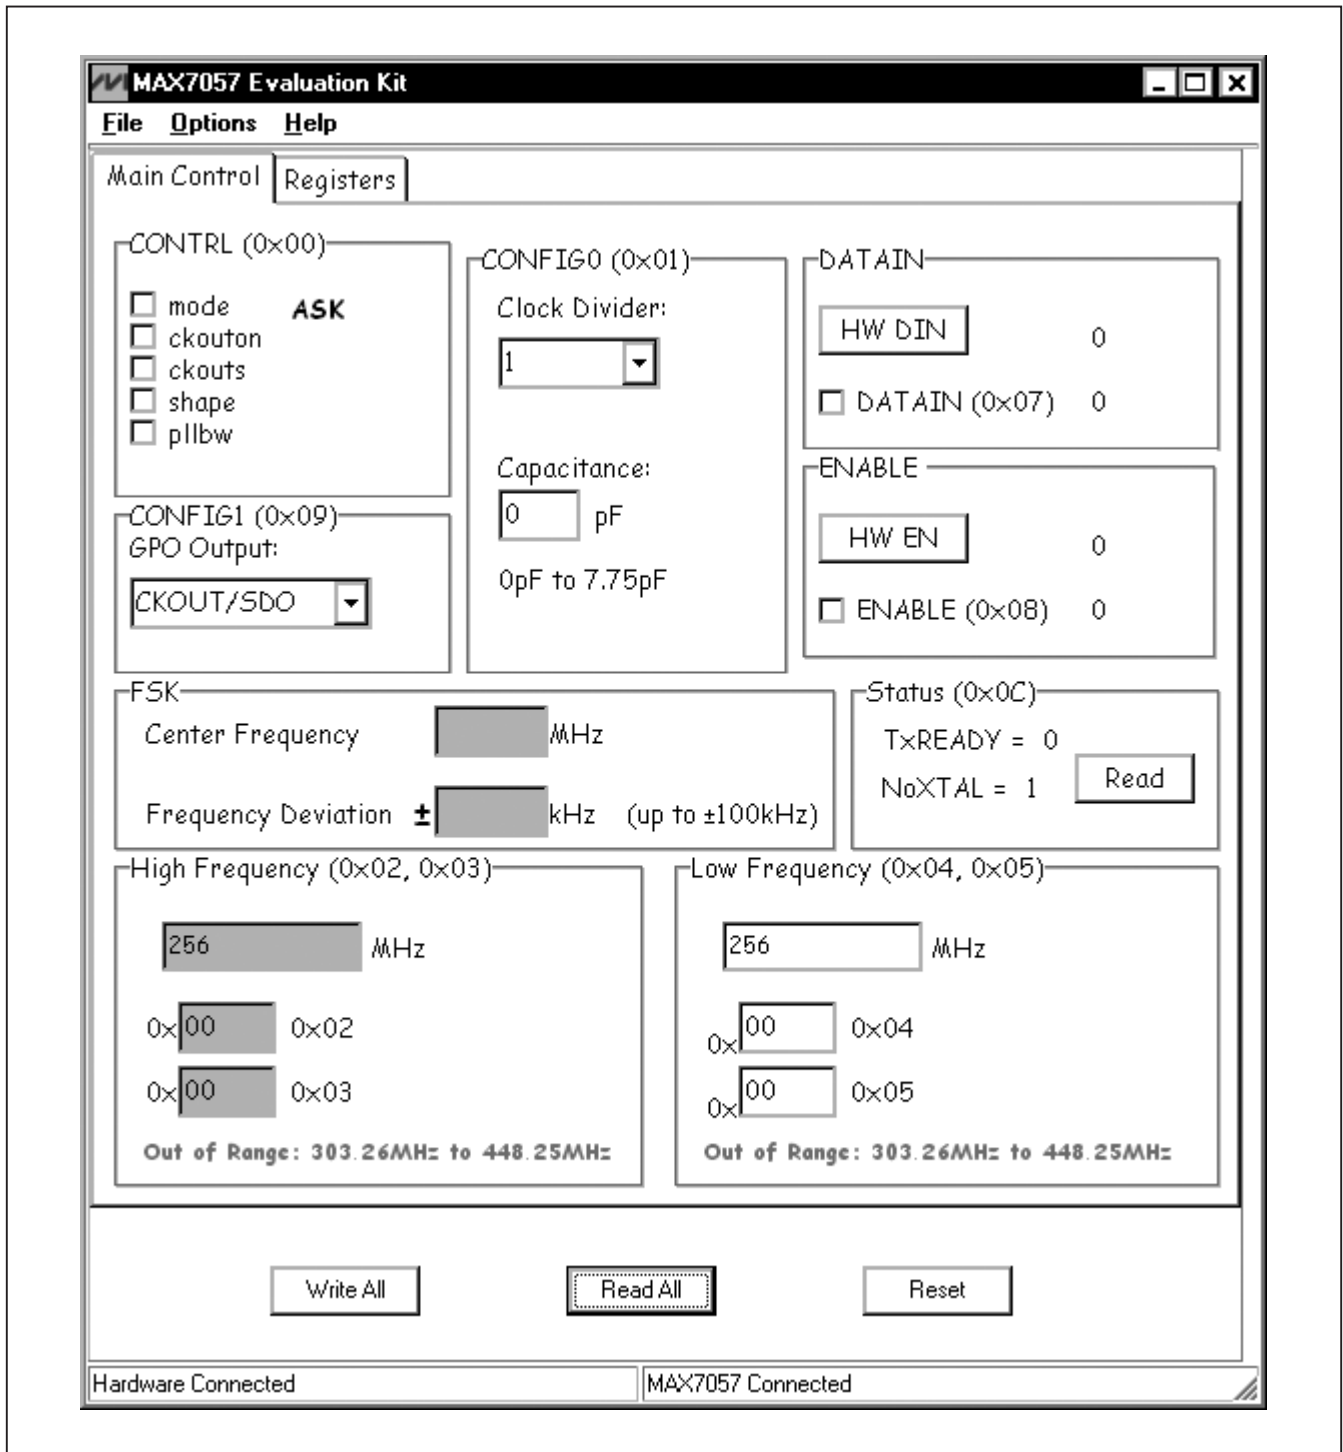 MAX7057 Evaluation Kit
File Options Help
Main Control Registers
CONTRL (0x00)
mode ASK
ckouton
ckouts
shape
pllbw
CONFIG1 (0x09)
GPO Output:
CKOUT/SDO
CONFIG0 (0x01)
Clock Divider:
1
Capacitance:
0 pF
0pF to 7.75pF
DATAIN
HW DIN 0
DATAIN (0x07) 0
ENABLE
HW EN 0
ENABLE (0x08) 0
FSK
Center Frequency MHz
Frequency Deviation ± kHz (up to ±100kHz)
Status (0x0C)
TxREADY = 0
NoXTAL = 1
Read
High Frequency (0x02, 0x03)
256 MHz
0x 00 0x02
0x 00 0x03
Out of Range: 303.26MHz to 448.25MHz
Low Frequency (0x04, 0x05)
256 MHz
0x 00 0x04
0x 00 0x05
Out of Range: 303.26MHz to 448.25MHz
Write All Read All Reset
Hardware Connected MAX7057 Connected